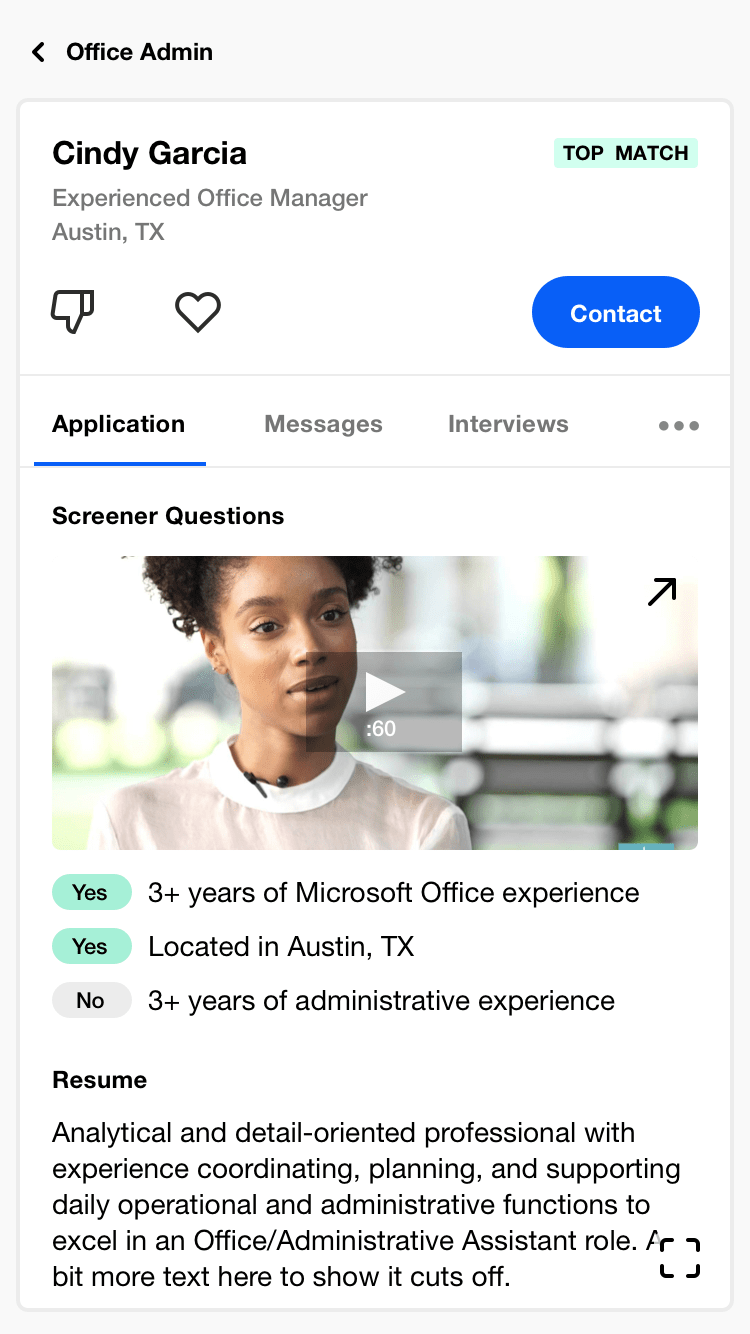 Office Admin
Cindy Garcia
TOP MATCH
Experienced Office Manager
Austin, TX
Contact
Application
Messages
Interviews
Screener Questions
:60
Yes
3+ years of Microsoft Office experience
Yes
Located in Austin, TX
No
3+ years of administrative experience
Resume
Analytical and detail-oriented professional with
experience coordinating, planning, and supporting
daily operational and administrative functions to
excel in an Office/Administrative Assistant role. A
bit more text here to show it cuts off.